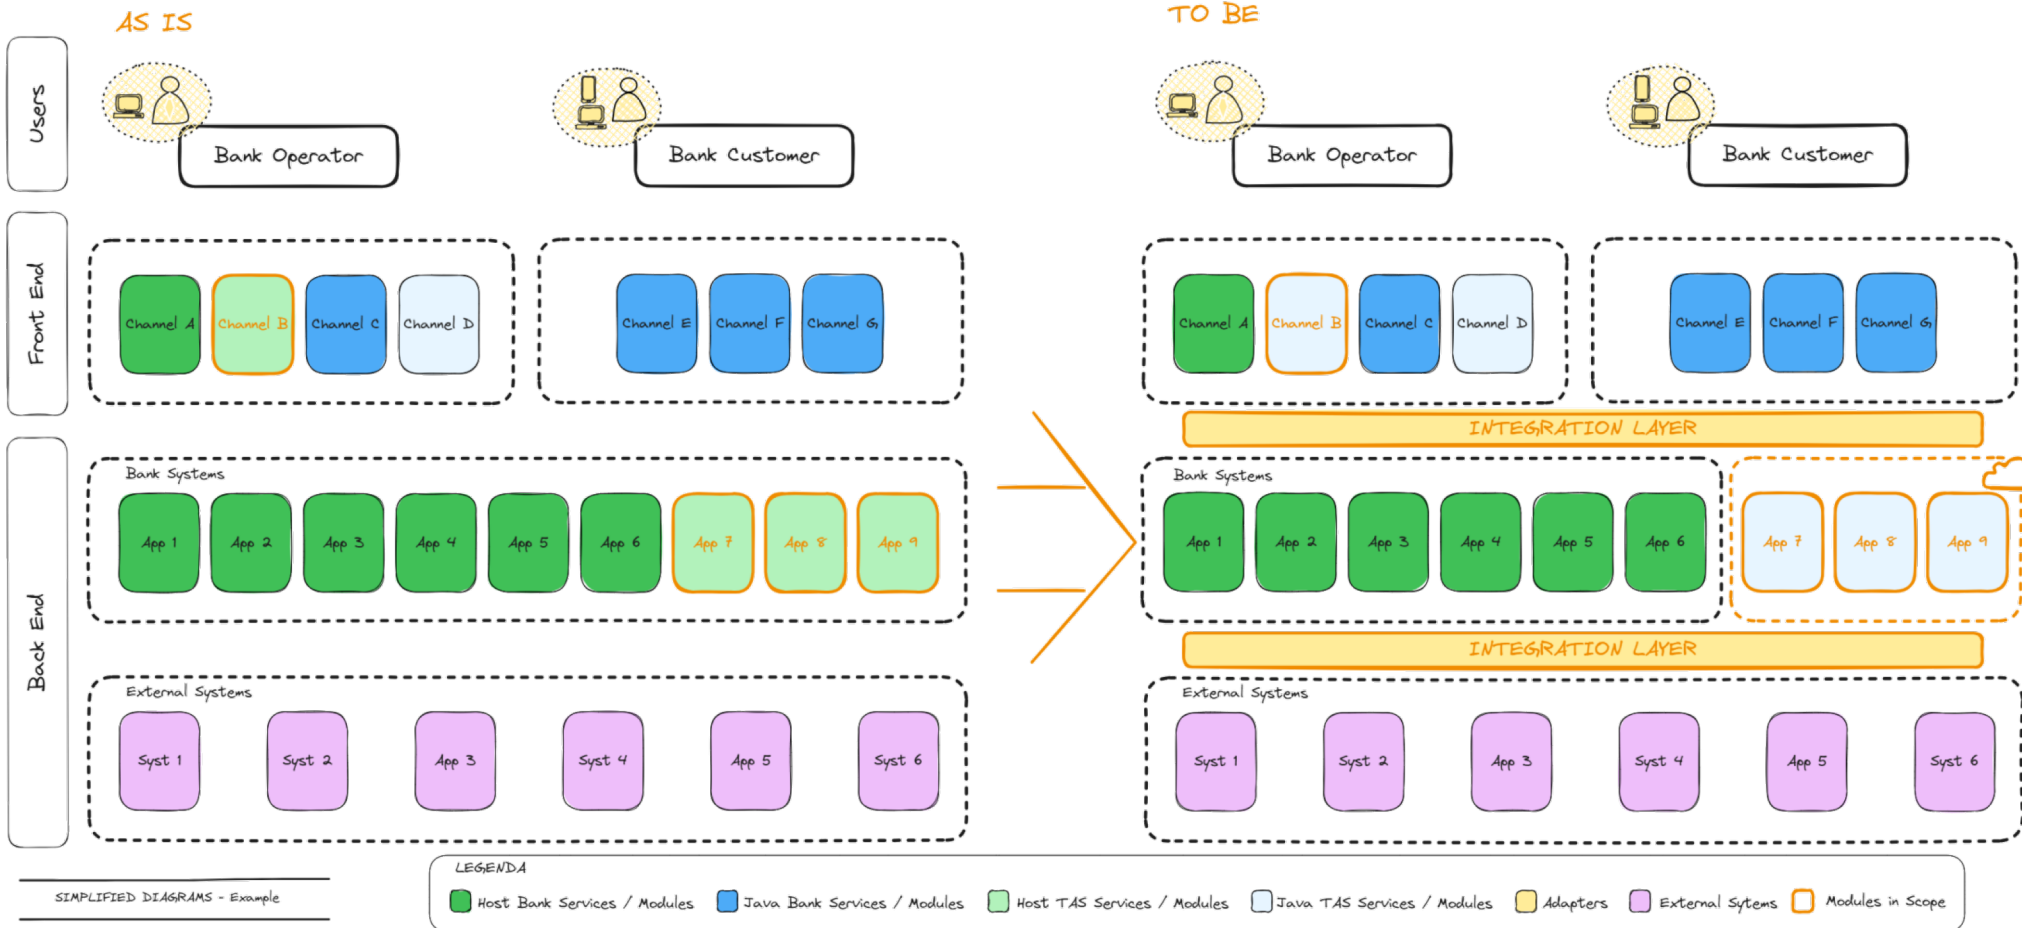 AS IS
TO BE
Users
Bank Operator
Bank Customer
Bank Operator
Bank Customer
Front End
Channel A
Channel B
Channel C
Channel D
Channel E
Channel F
Channel G
Channel A
Channel B
Channel C
Channel D
Channel E
Channel F
Channel G
INTEGRATION LAYER
Back End
Bank Systems
App 1
App 2
App 3
App 4
App 5
App 6
App 7
App 8
App 9
Bank Systems
App 1
App 2
App 3
App 4
App 5
App 6
App 7
App 8
App 9
INTEGRATION LAYER
External Systems
Syst 1
Syst 2
App 3
Syst 4
App 5
Syst 6
External Systems
Syst 1
Syst 2
App 3
Syst 4
App 5
Syst 6
SIMPLIFIED DIAGRAMS - Example
LEGENDA
Host Bank Services / Modules
Java Bank Services / Modules
Host TAS Services / Modules
Java TAS Services / Modules
Adapters
External Sytems
Modules in Scope